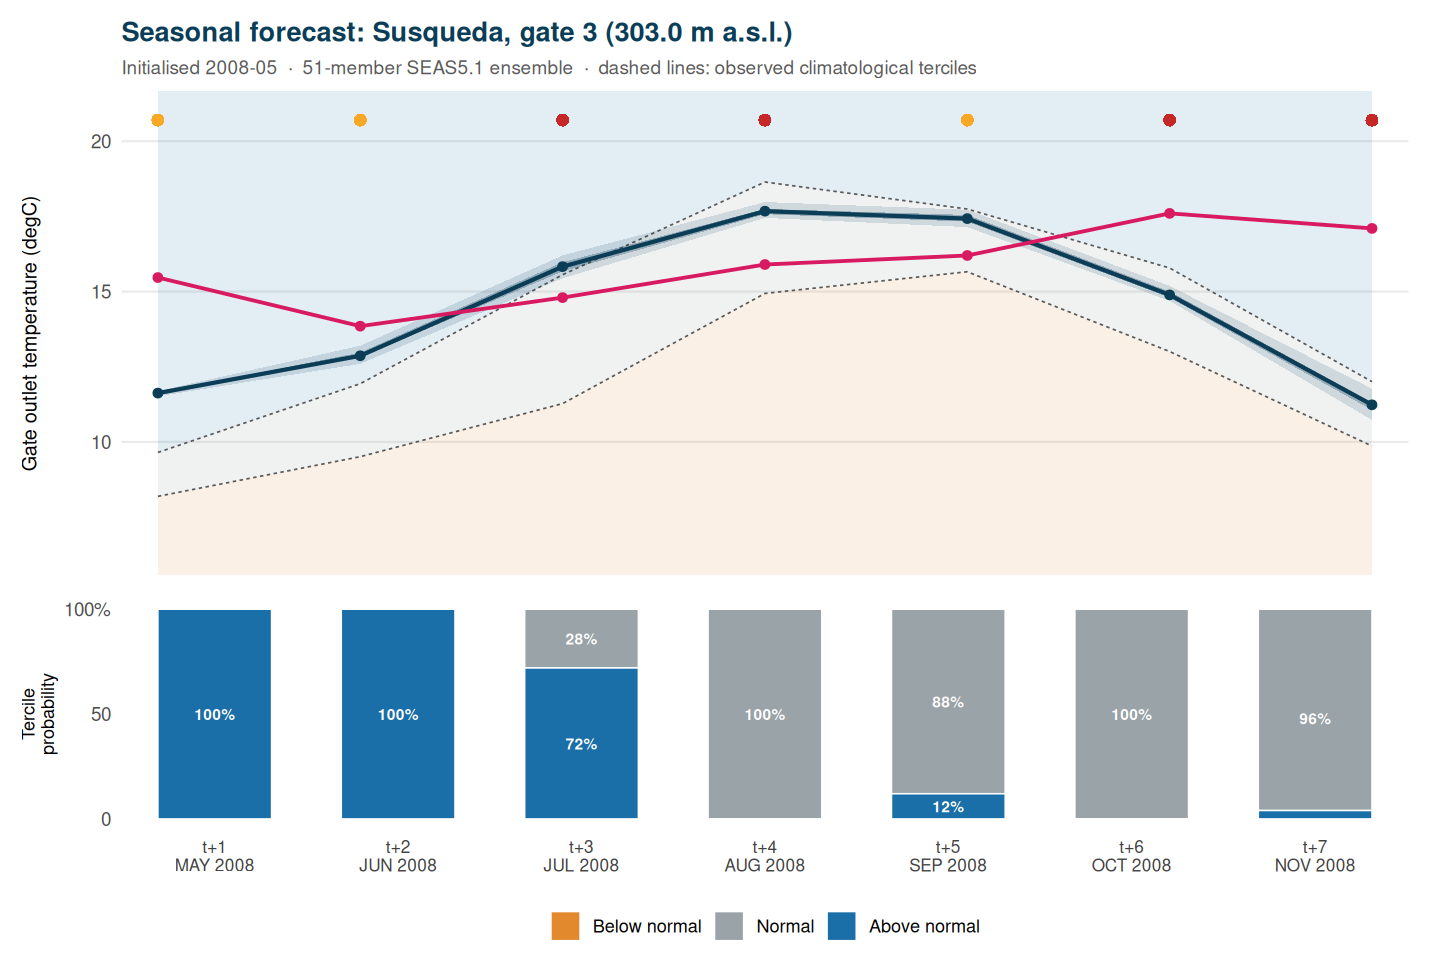 Seasonal forecast: Susqueda, gate 3 (303.0 m a.s.l.)
Initialised 2008-05 · 51-member SEAS5.1 ensemble · dashed lines: observed climatological terciles
Gate outlet temperature (degC)
20
15
10
Tercile
probability
100%
50
0
100%
100%
28%
72%
100%
88%
12%
100%
96%
t+1
MAY 2008
t+2
JUN 2008
t+3
JUL 2008
t+4
AUG 2008
t+5
SEP 2008
t+6
OCT 2008
t+7
NOV 2008
Below normal
Normal
Above normal